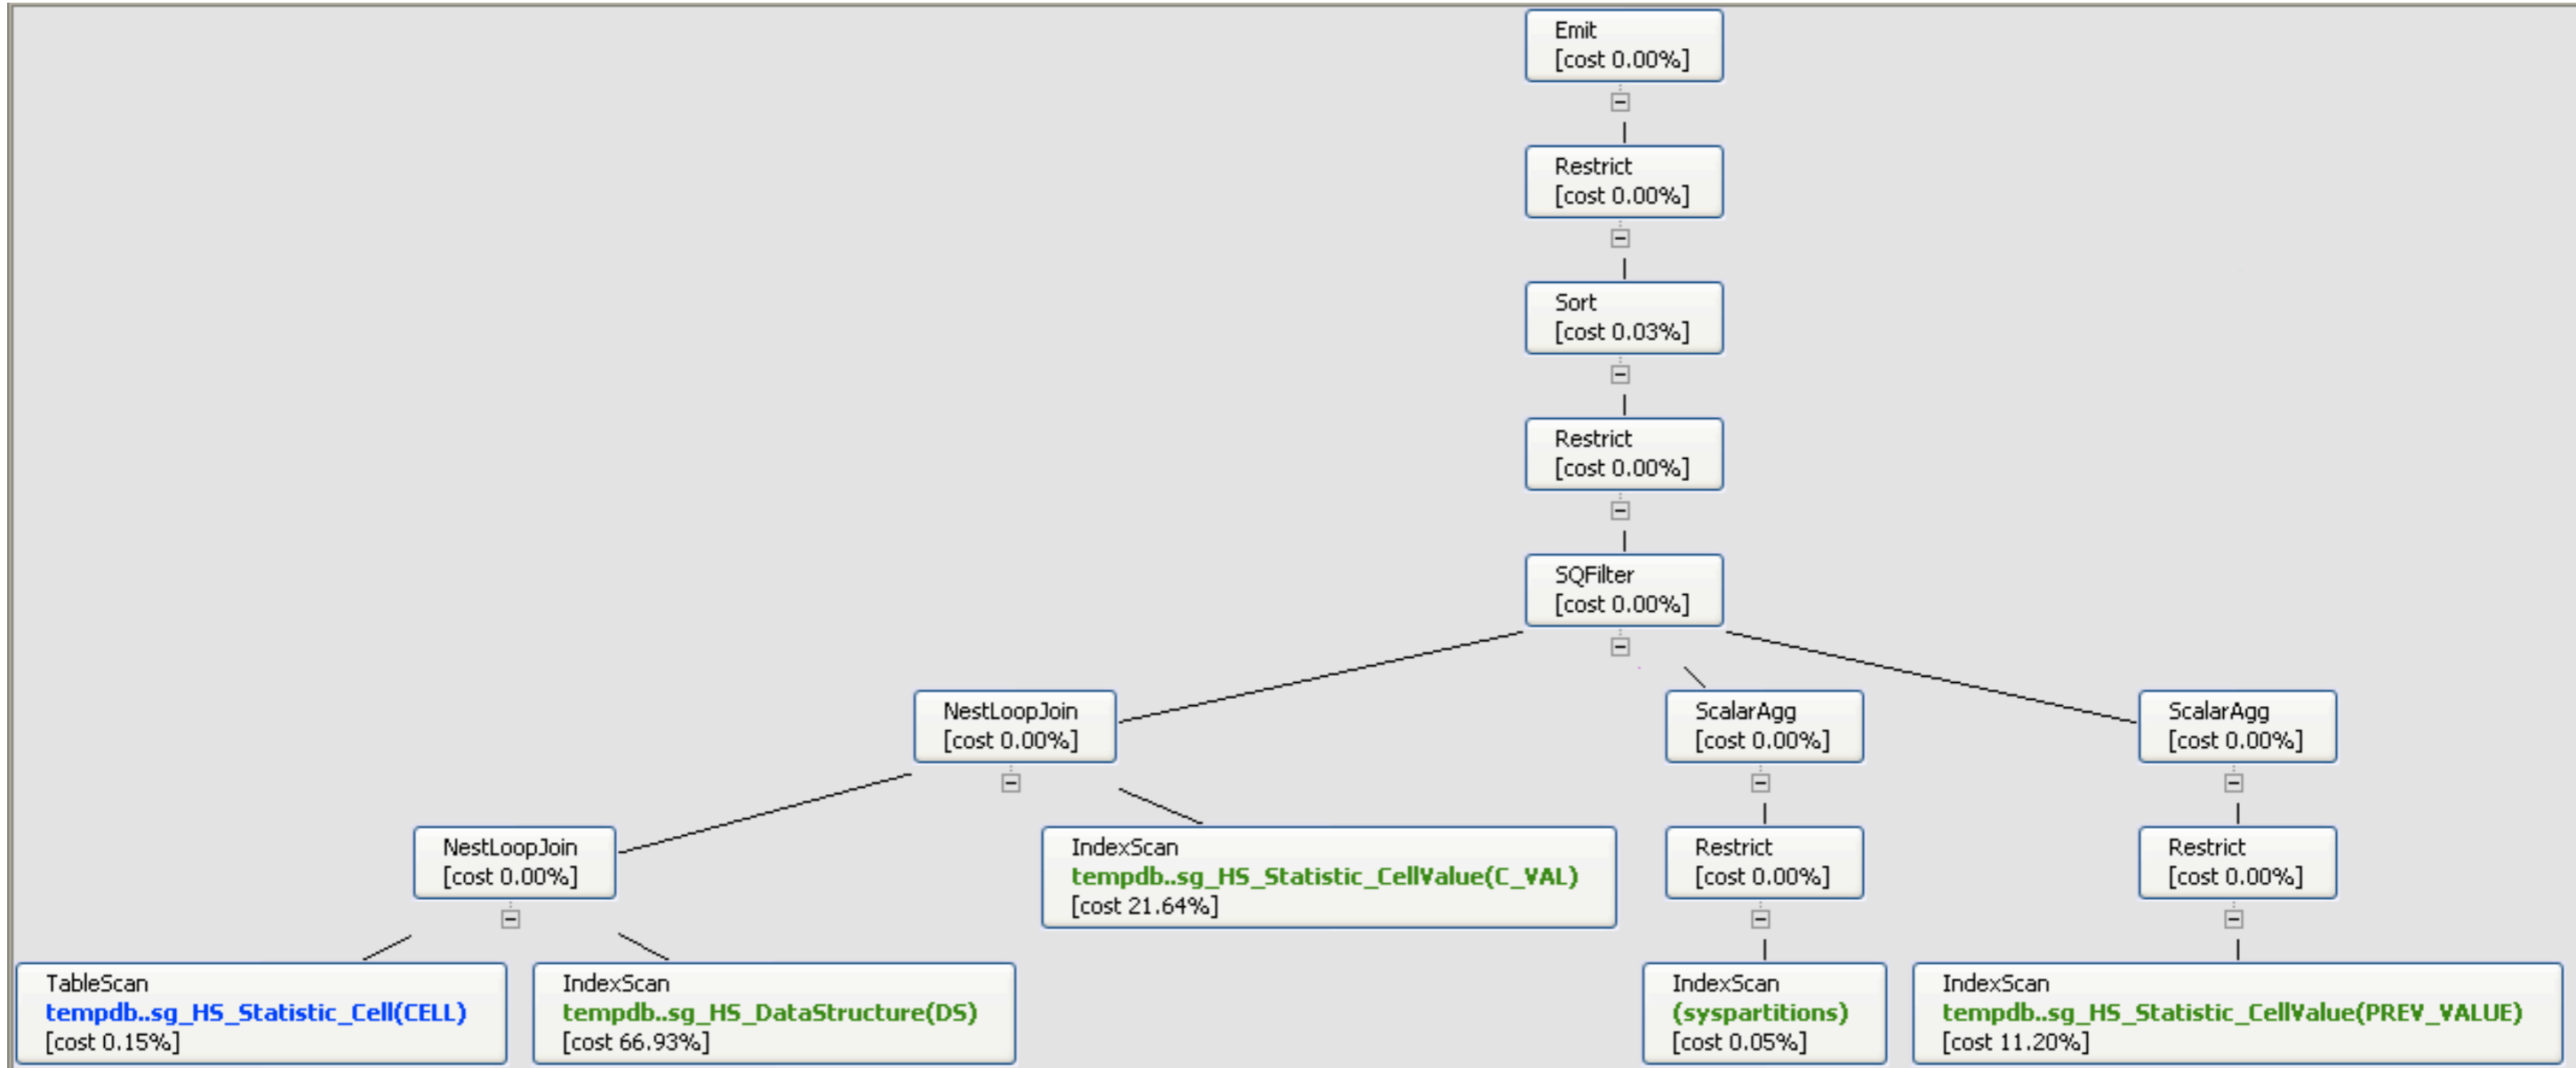 Emit
[cost 0.00%]
Restrict
[cost 0.00%]
Sort
[cost 0.03%]
Restrict
[cost 0.00%]
SQFilter
[cost 0.00%]
NestLoopJoin
[cost 0.00%]
ScalarAgg
[cost 0.00%]
ScalarAgg
[cost 0.00%]
NestLoopJoin
[cost 0.00%]
IndexScan
tempdb..sg_HS_Statistic_CellValue(C_VAL)
[cost 21.64%]
Restrict
[cost 0.00%]
Restrict
[cost 0.00%]
TableScan
tempdb..sg_HS_Statistic_Cell(CELL)
[cost 0.15%]
IndexScan
tempdb..sg_HS_DataStructure(DS)
[cost 66.93%]
IndexScan
(syspartitions)
[cost 0.05%]
IndexScan
tempdb..sg_HS_Statistic_CellValue(PREV_VALUE)
[cost 11.20%]